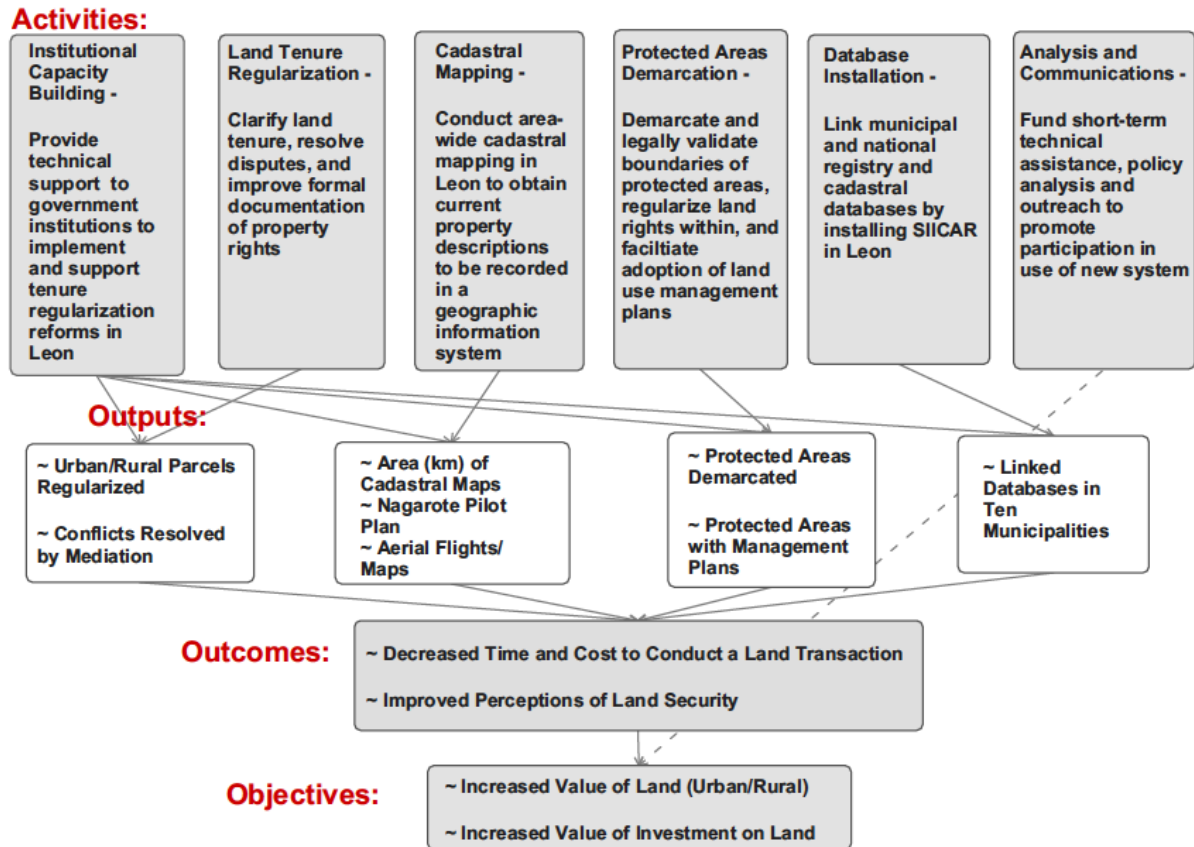 Activities:
Institutional
Capacity
Building -
Provide
technical
support to
government
institutions to
implement
and support
tenure
regularization
reforms in
Leon
Land Tenure
Regularization -
Clarify land
tenure, resolve
disputes, and
improve formal
documentation
of property
rights
Cadastral
Mapping -
Conduct area-
wide cadastral
mapping in
Leon to obtain
current
property
descriptions
to be recorded
in a
geographic
information
system
Protected Areas
Demarcation -
Demarcate and
legally validate
boundaries of
protected areas,
regularize land
rights within, and
faciltiate
adoption of land
use management
plans
Database
Installation -
Link municipal
and national
registry and
cadastral
databases by
installing SIICAR
in Leon
Analysis and
Communications -
Fund short-term
technical
assistance, policy
analysis and
outreach to
promote
participation in
use of new system
Outputs:
~ Urban/Rural Parcels
Regularized
~ Conflicts Resolved
by Mediation
~ Area (km) of
Cadastral Maps
~ Nagarote Pilot
Plan
~ Aerial Flights/
Maps
~ Protected Areas
Demarcated
~ Protected Areas
with Management
Plans
~ Linked
Databases in
Ten
Municipalities
Outcomes:
~ Decreased Time and Cost to Conduct a Land Transaction
~ Improved Perceptions of Land Security
Objectives:
~ Increased Value of Land (Urban/Rural)
~ Increased Value of Investment on Land